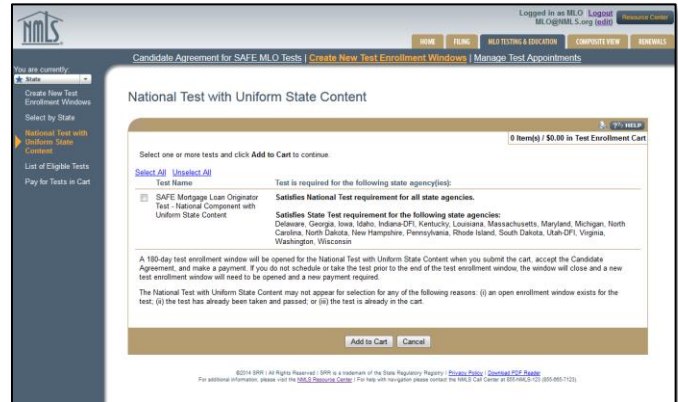 Logged in as MLO Logout
MLO@NMLS.org (edit)
Resource Center
NMLS
HOME FILING MLO TESTING & EDUCATION COMPOSITE VIEW RENEWALS
Candidate Agreement for SAFE MLO Tests | Create New Test Enrollment Windows | Manage Test Appointments
You are currently:
State
Create New Test
Enrollment Windows
Select by State
National Test with
Uniform State
Content
List of Eligible Tests
Pay for Tests in Cart
National Test with Uniform State Content
HELP
0 Item(s) / $0.00 in Test Enrollment Cart
Select one or more tests and click Add to Cart to continue.
Select All Unselect All
Test Name Test is required for the following state agency(ies):
SAFE Mortgage Loan Originator
Test - National Component with
Uniform State Content
Satisfies National Test requirement for all state agencies.
Satisfies State Test requirement for the following state agencies:
Delaware, Georgia, Iowa, Idaho, Indiana-DFI, Kentucky, Louisiana, Massachusetts, Maryland, Michigan, North
Carolina, North Dakota, New Hampshire, Pennsylvania, Rhode Island, South Dakota, Utah-DFI, Virginia,
Washington, Wisconsin
A 180-day test enrollment window will be opened for the National Test with Uniform State Content when you submit the cart, accept the Candidate
Agreement, and make a payment. If you do not schedule or take the test prior to the end of the test enrollment window, the window will close and a new
test enrollment window will need to be opened and a new payment required.
The National Test with Uniform State Content may not appear for selection for any of the following reasons: (i) an open enrollment window exists for the
test; (ii) the test has already been taken and passed; or (iii) the test is already in the cart.
Add to Cart Cancel
©2014 SRR | All Rights Reserved | SRR is a trademark of the State Regulatory Registry | Privacy Policy | Download PDF Reader
For additional information, please visit the NMLS Resource Center | For help with navigation please contact the NMLS Call Center at 855-NMLS-123 (855-665-7123).